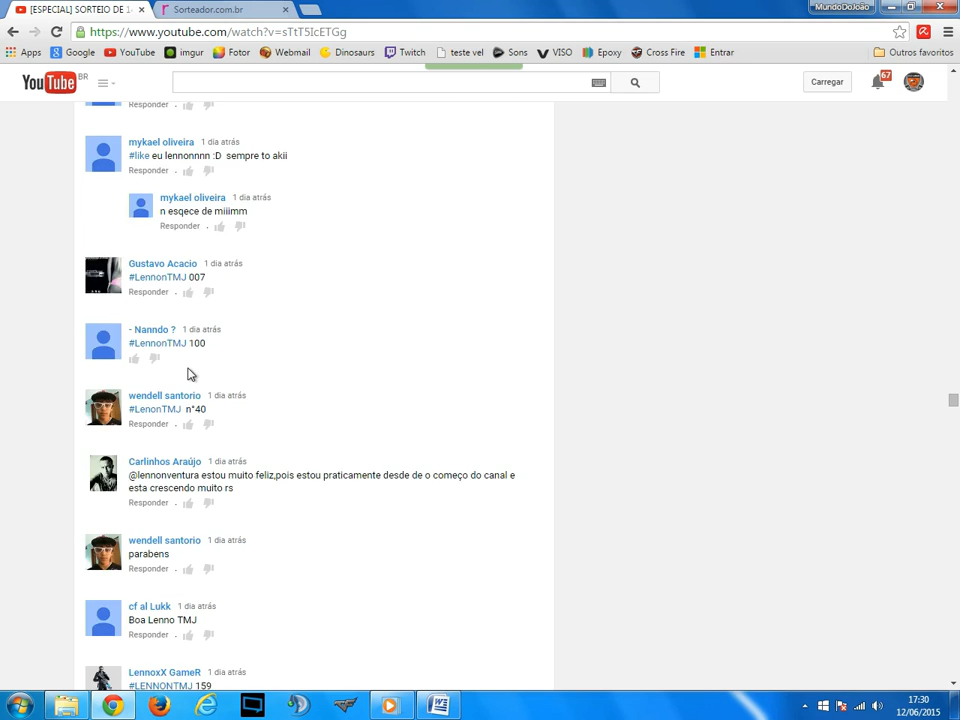 [ESPECIAL] SORTEIO DE 1-
Sorteador.com.br
MundoDoJoão
https://www.youtube.com/watch?v=sTtT5IcETGg
Apps Google YouTube imgur Fotor Webmail Dinosaurs Twitch teste vel Sons VISO Epoxy Cross Fire Entrar Outros favoritos
YouTube BR
Carregar
67
Responder
mykael oliveira 1 dia atrás
#like eu lennonnnn :D sempre to akii
Responder
mykael oliveira 1 dia atrás
n esqece de miiimm
Responder
Gustavo Acacio 1 dia atrás
#LennonTMJ 007
Responder
- Nanndo ? 1 dia atrás
#LennonTMJ 100
wendell santorio 1 dia atrás
#LenonTMJ n°40
Responder
Carlinhos Araújo 1 dia atrás
@lennonventura estou muito feliz,pois estou praticamente desde de o começo do canal e
esta crescendo muito rs
Responder
wendell santorio 1 dia atrás
parabens
Responder
cf al Lukk 1 dia atrás
Boa Lenno TMJ
Responder
LennoxX GameR 1 dia atrás
#LENNONTMJ 159
17:30
12/06/2015